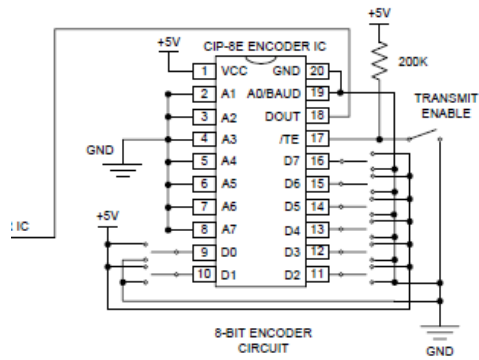 +5V
+5V
CIP-8E ENCODER IC
200K
1 VCC GND 20
2 A1 A0/BAUD 19
3 A2 DOUT 18
4 A3 /TE 17
5 A4 D7 16
6 A5 D6 15
7 A6 D5 14
8 A7 D4 13
9 D0 D3 12
10 D1 D2 11
TRANSMIT
ENABLE
GND
+5V
R IC
8-BIT ENCODER
CIRCUIT
GND